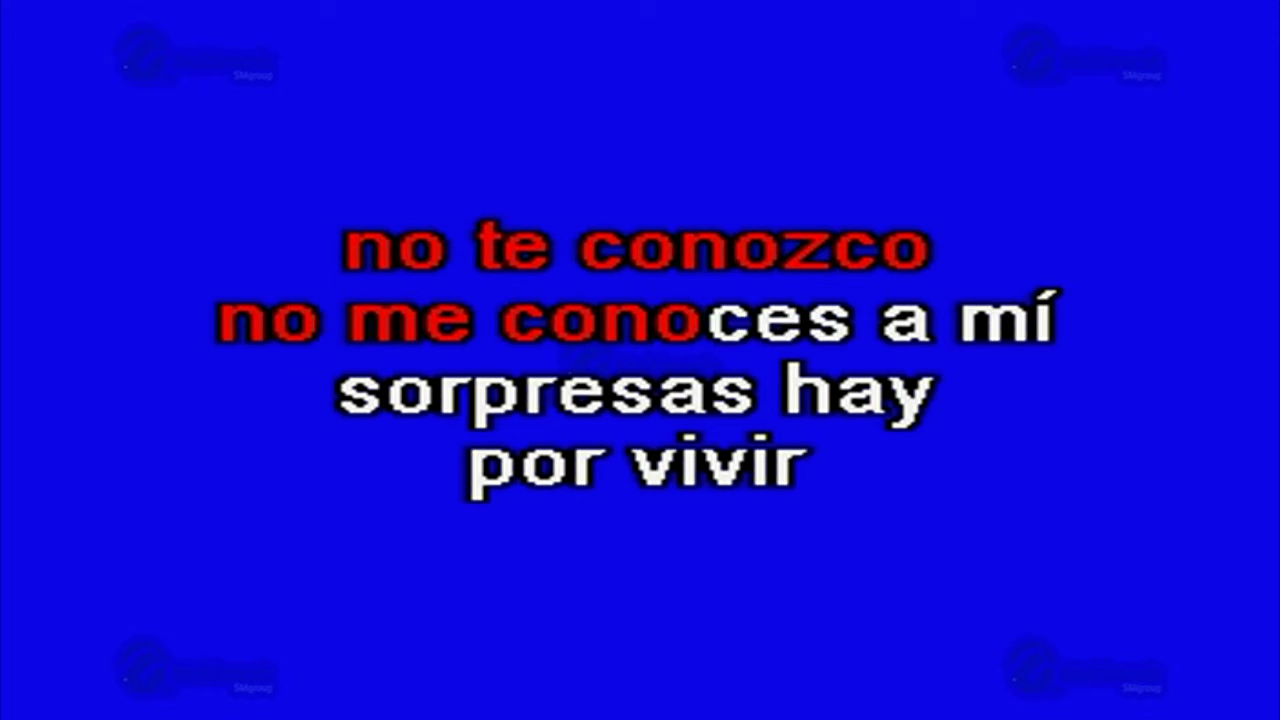 no te conozco
no me conoces a mí
sorpresas hay
por vivir